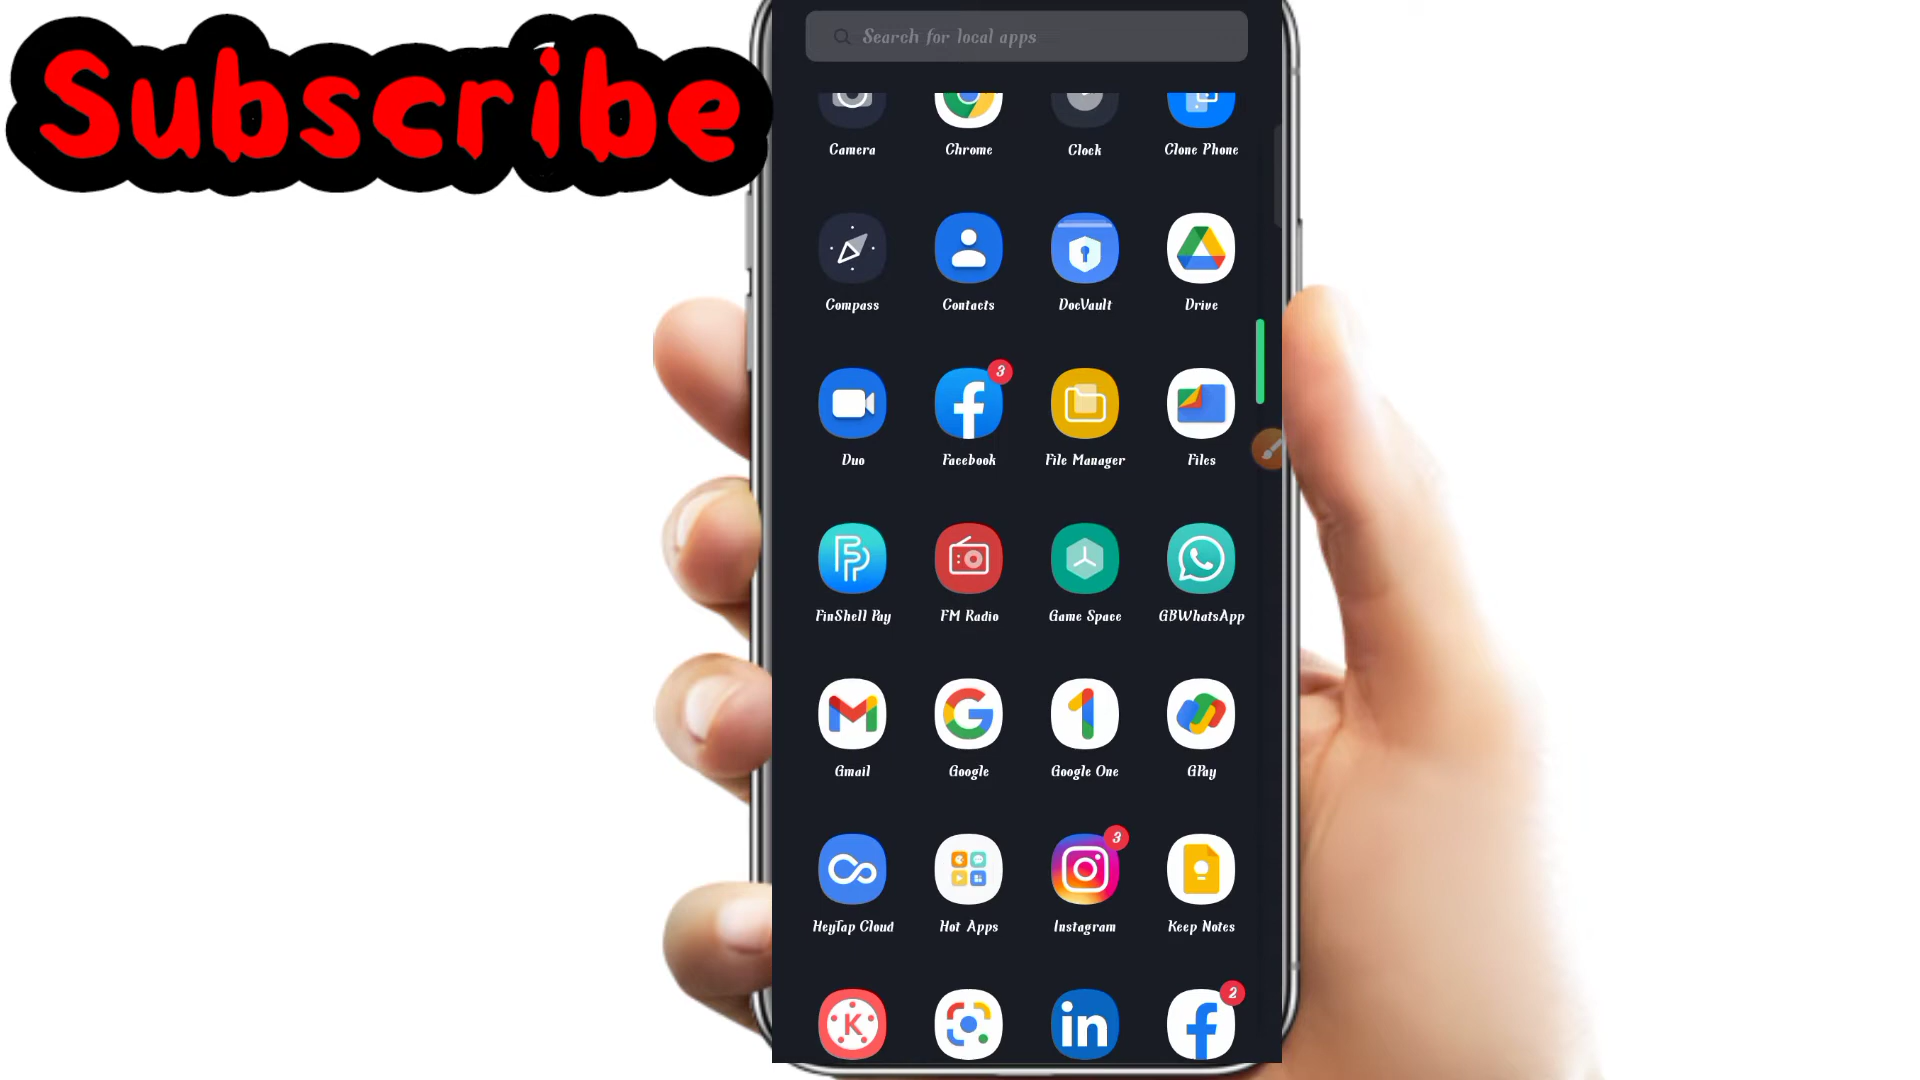 Subscribe
Search for local apps
Camera Chrome Clock Clone Phone
Compass Contacts DocVault Drive
3
Duo Facebook File Manager Files
FinShell Pay FM Radio Game Space GBWhatsApp
Gmail Google Google One GPay
3
HeyTap Cloud Hot Apps Instagram Keep Notes
K in 2